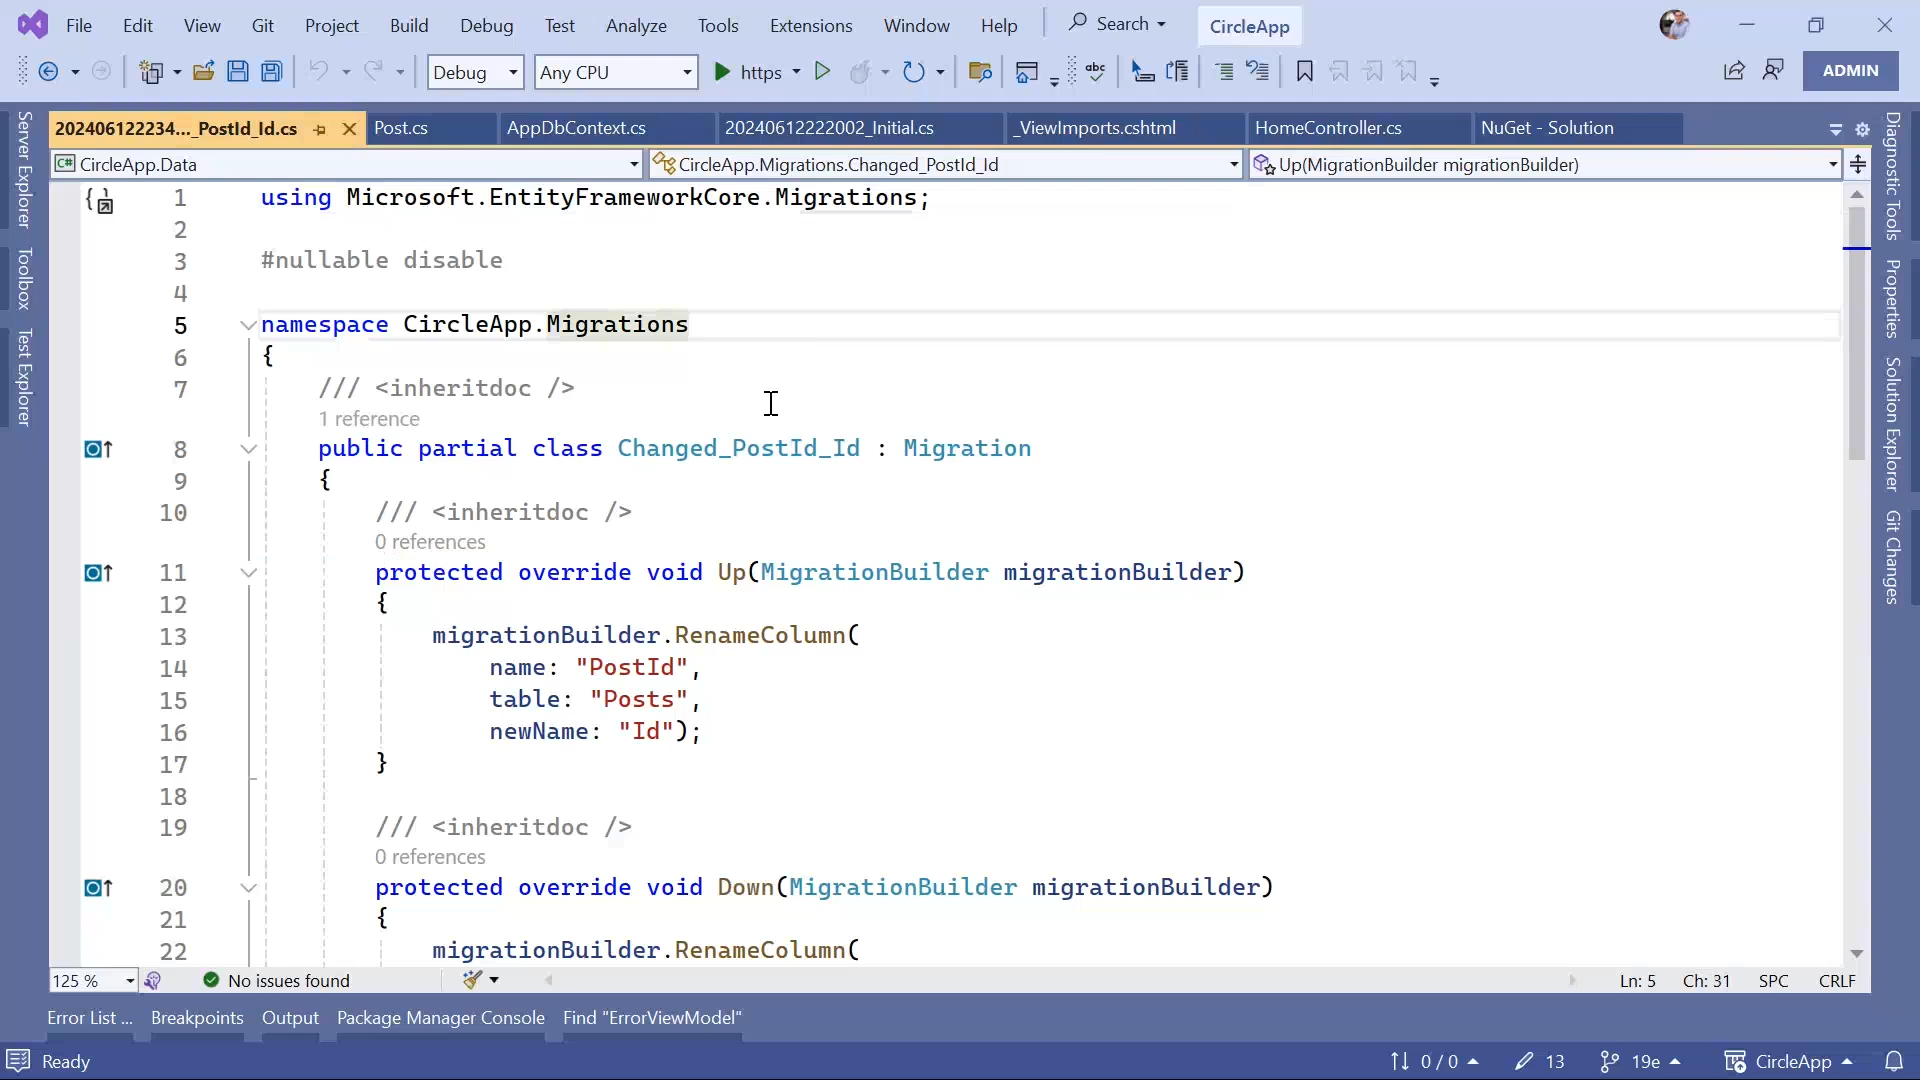 File Edit View Git Project Build Debug Test Analyze Tools Extensions Window Help Search CircleApp
Debug Any CPU https abc ADMIN
202406122234..._PostId_Id.cs Post.cs AppDbContext.cs 20240612222002_Initial.cs _ViewImports.cshtml HomeController.cs NuGet - Solution
C# CircleApp.Data CircleApp.Migrations.Changed_PostId_Id Up(MigrationBuilder migrationBuilder)
Server Explorer
Toolbox
Test Explorer
1 using Microsoft.EntityFrameworkCore.Migrations;
2
3 #nullable disable
4
5 namespace CircleApp.Migrations
6 {
7 /// <inheritdoc />
1 reference
8 public partial class Changed_PostId_Id : Migration
9 {
10 /// <inheritdoc />
0 references
11 protected override void Up(MigrationBuilder migrationBuilder)
12 {
13 migrationBuilder.RenameColumn(
14 name: "PostId",
15 table: "Posts",
16 newName: "Id");
17 }
18
19 /// <inheritdoc />
0 references
20 protected override void Down(MigrationBuilder migrationBuilder)
21 {
22 migrationBuilder.RenameColumn(
Diagnostic Tools
Properties
Solution Explorer
Git Changes
125 % No issues found Ln: 5 Ch: 31 SPC CRLF
Error List ... Breakpoints Output Package Manager Console Find "ErrorViewModel"
Ready 0 / 0 13 19e CircleApp